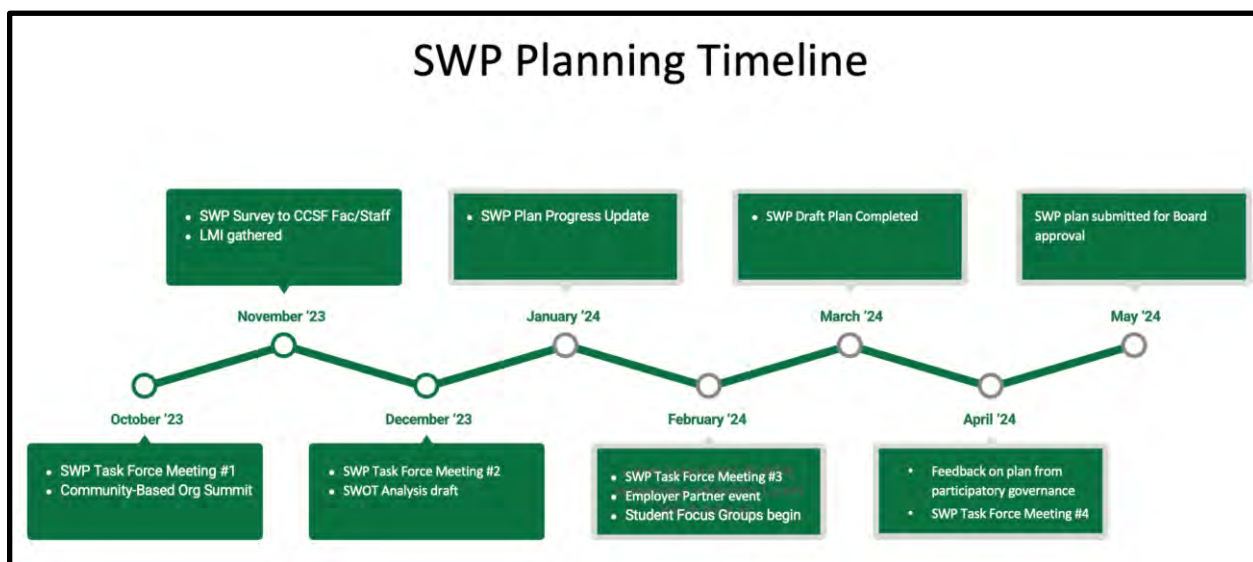 SWP Planning Timeline
• SWP Survey to CCSF Fac/Staff
• LMI gathered
• SWP Plan Progress Update
• SWP Draft Plan Completed
SWP plan submitted for Board
approval
November '23
January '24
March '24
May '24
October '23
December '23
February '24
April '24
• SWP Task Force Meeting #1
• Community-Based Org Summit
• SWP Task Force Meeting #2
• SWOT Analysis draft
• SWP Task Force Meeting #3
• Employer Partner event
• Student Focus Groups begin
• Feedback on plan from
participatory governance
• SWP Task Force Meeting #4